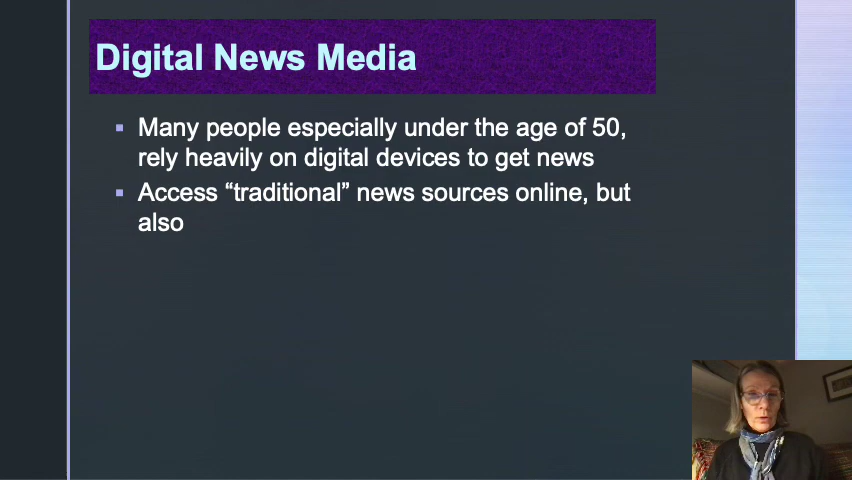 Digital News Media
Many people especially under the age of 50,
rely heavily on digital devices to get news
Access “traditional” news sources online, but
also